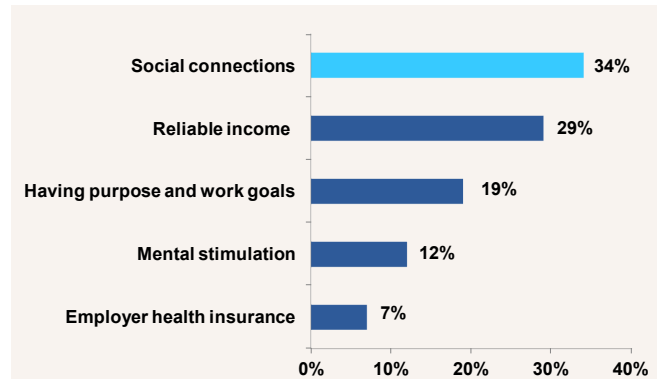 Social connections 34%
Reliable income 29%
Having purpose and work goals 19%
Mental stimulation 12%
Employer health insurance 7%
0% 10% 20% 30% 40%